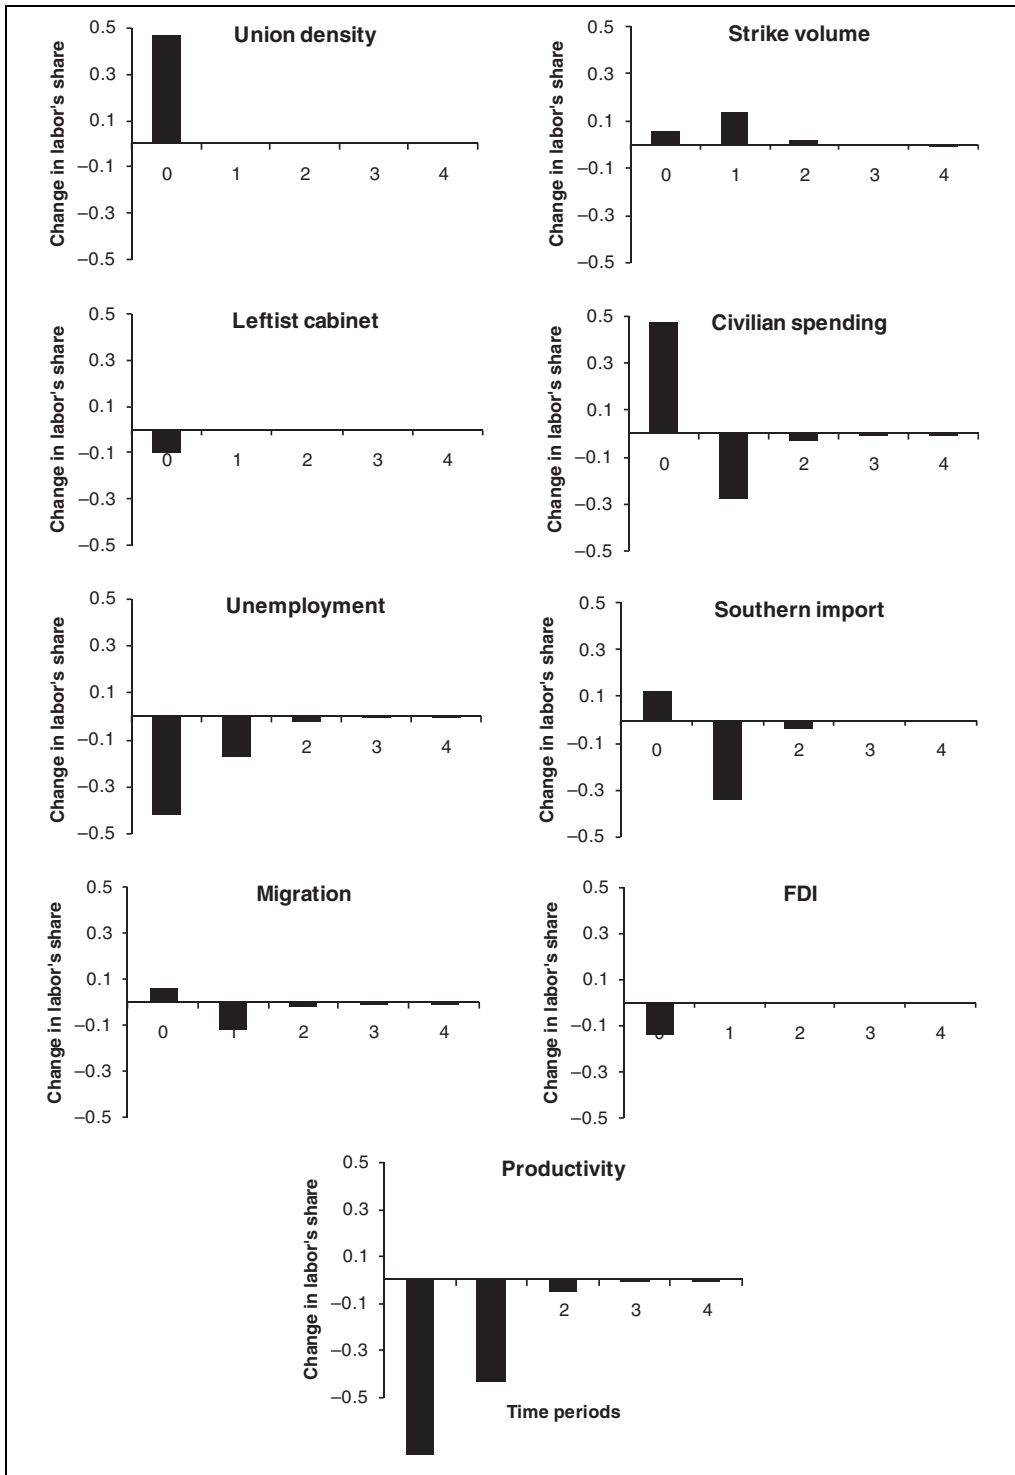 Union density
Change in labor's share
0.5
0.3
0.1
−0.1
−0.3
−0.5
0 1 2 3 4
Strike volume
Change in labor's share
0.5
0.3
0.1
−0.1
−0.3
−0.5
0 1 2 3 4
Leftist cabinet
Change in labor's share
0.5
0.3
0.1
−0.1
−0.3
−0.5
0 1 2 3 4
Civilian spending
Change in labor's share
0.5
0.3
0.1
−0.1
−0.3
−0.5
0 2 3 4
Unemployment
Change in labor's share
0.5
0.3
0.1
−0.1
−0.3
−0.5
2 3 4
Southern import
Change in labor's share
0.5
0.3
0.1
−0.1
−0.3
−0.5
0 2 3 4
Migration
Change in labor's share
0.5
0.3
0.1
−0.1
−0.3
−0.5
0 1 2 3 4
FDI
Change in labor's share
0.5
0.3
0.1
−0.1
−0.3
−0.5
0 1 2 3 4
Productivity
Change in labor's share
0.5
0.3
0.1
−0.1
−0.3
−0.5
2 3 4
Time periods